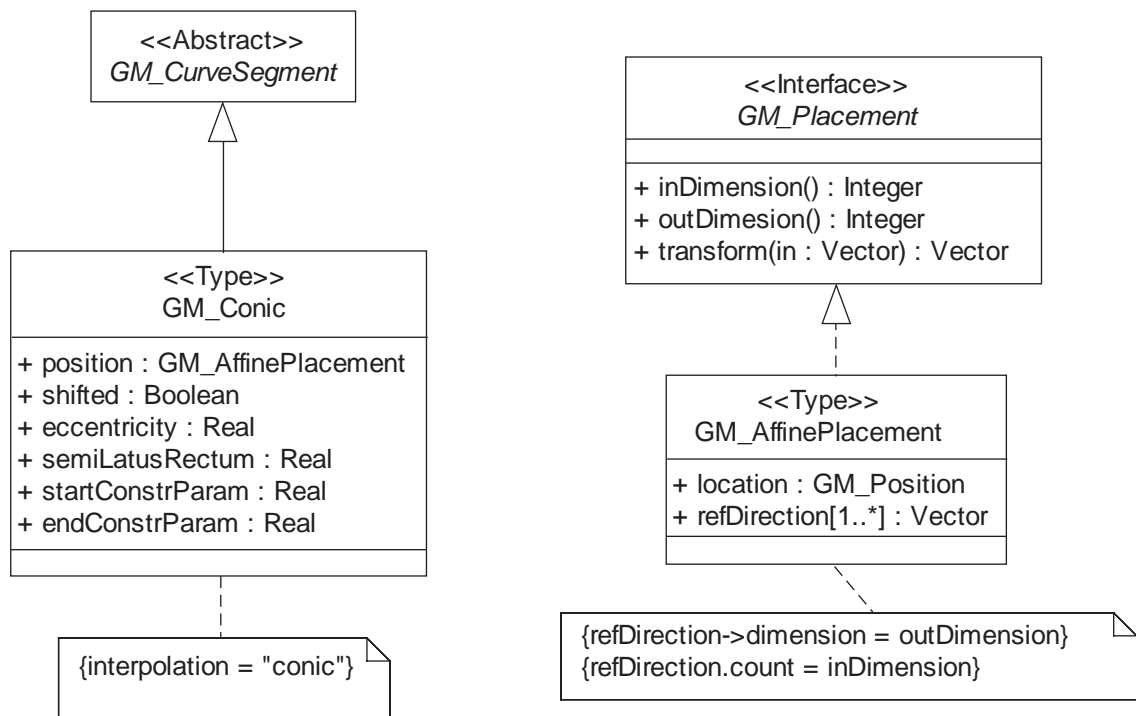 <<Abstract>>
GM_CurveSegment
<<Type>>
GM_Conic
+ position : GM_AffinePlacement
+ shifted : Boolean
+ eccentricity : Real
+ semiLatusRectum : Real
+ startConstrParam : Real
+ endConstrParam : Real
{interpolation = "conic"}
<<Interface>>
GM_Placement
+ inDimension() : Integer
+ outDimesion() : Integer
+ transform(in : Vector) : Vector
<<Type>>
GM_AffinePlacement
+ location : GM_Position
+ refDirection[1..*] : Vector
{refDirection->dimension = outDimension}
{refDirection.count = inDimension}